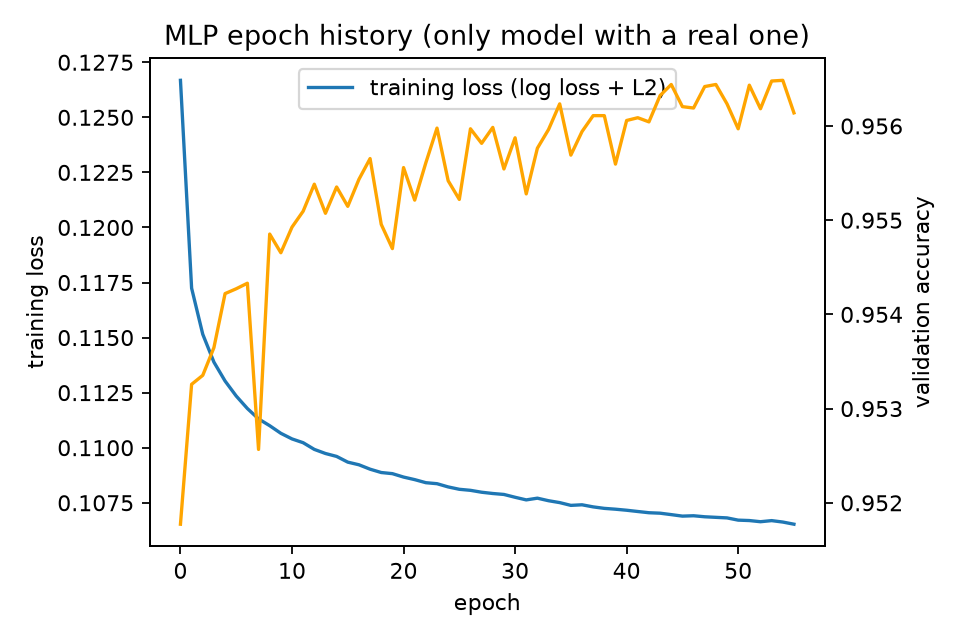 MLP epoch history (only model with a real one)
training loss (log loss + L2)
training loss
0.1275
0.1250
0.1225
0.1200
0.1175
0.1150
0.1125
0.1100
0.1075
0.956
0.955
0.954
0.953
0.952
validation accuracy
0 10 20 30 40 50
epoch